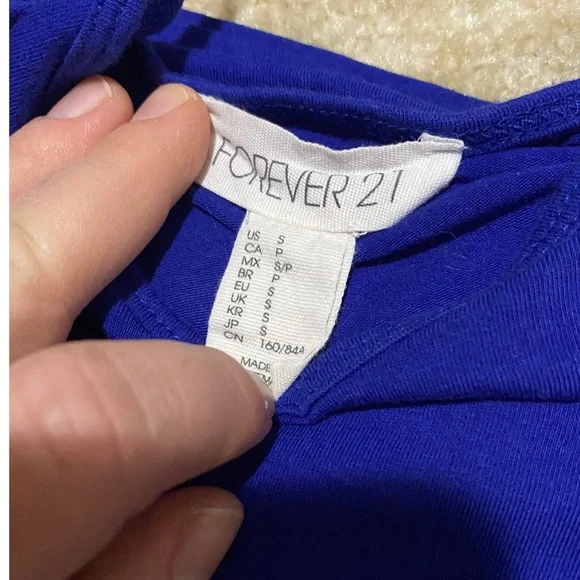 FOREVER 21
US S
CA P
MX S/P
BR P
EU S
UK S
KR S
JP S
CN 160/84A
MADE